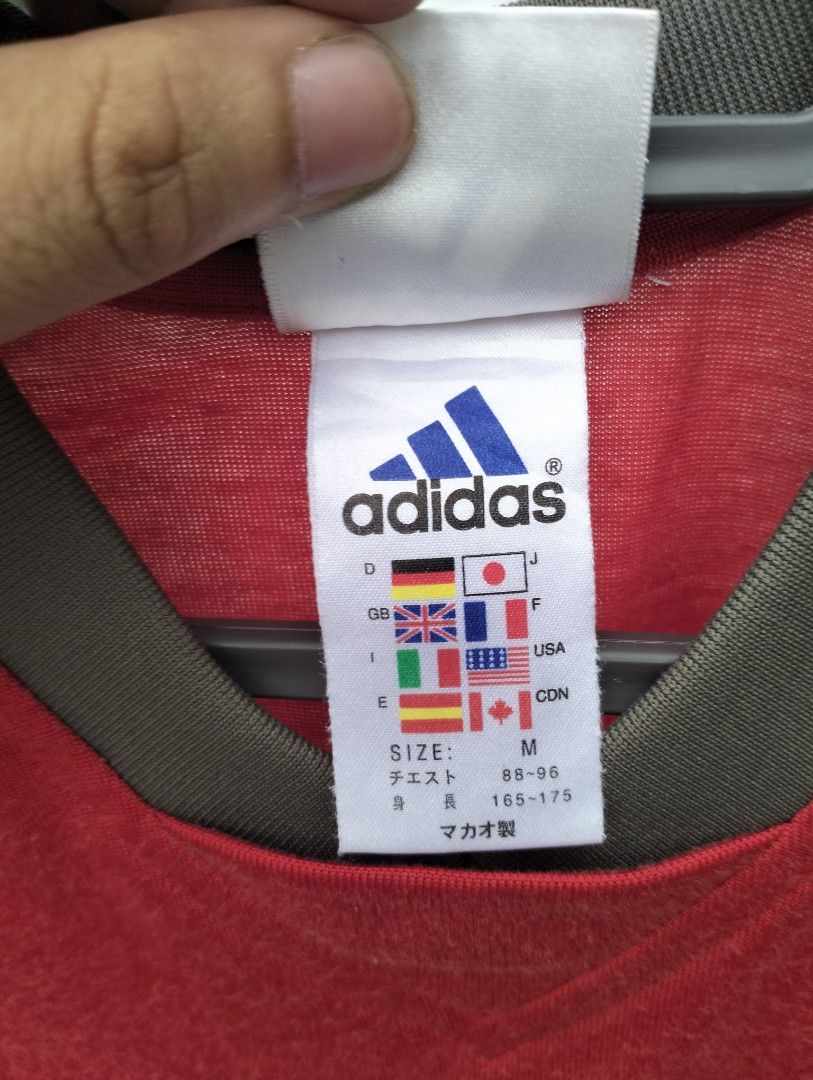 adidas®
D J
GB F
I USA
E CDN
SIZE: M
チエスト 88~96
身 長 165~175
マカオ製